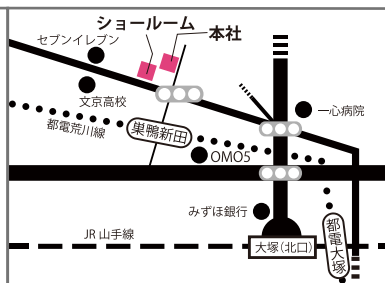 ショールーム
本社
セブンイレブン
文京高校
一心病院
都電荒川線
巣鴨新田
OMO5
みずほ銀行
都電大塚
JR 山手線
大塚(北口)